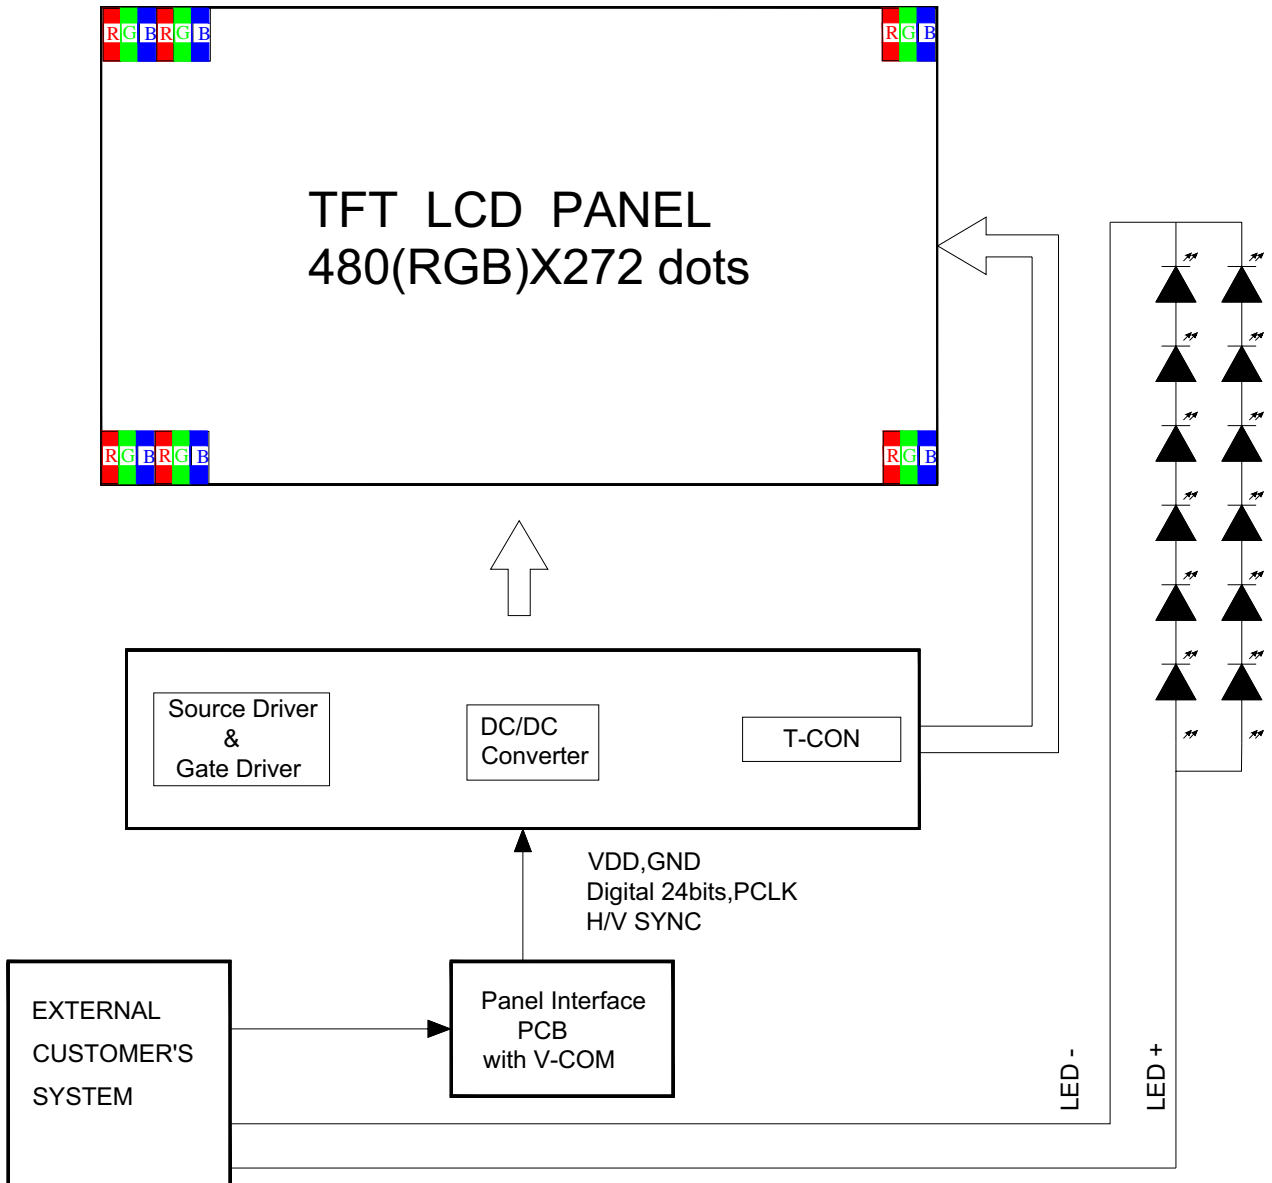 RGBRGB RGB
TFT LCD PANEL
480(RGB)X272 dots
RGBRGB RGB
Source Driver
&
Gate Driver
DC/DC
Converter
T-CON
VDD,GND
Digital 24bits,PCLK
H/V SYNC
EXTERNAL
CUSTOMER'S
SYSTEM
Panel Interface
PCB
with V-COM
LED -
LED +